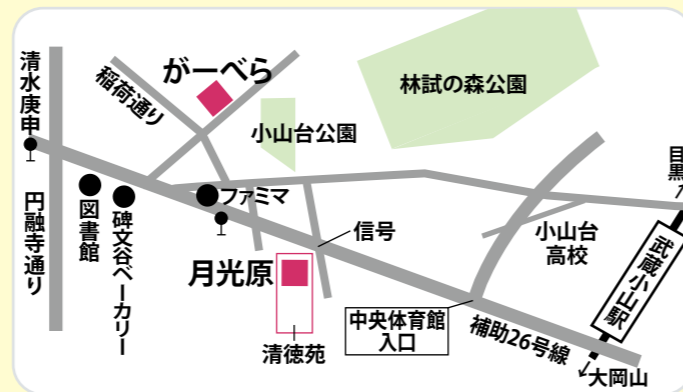 清水庚申
稲荷通り
がーべら
林試の森公園
小山台公園
目黒
円融寺通り
図書館
碑文谷ベーカリー
ファミマ
信号
小山台
高校
武蔵小山駅
月光原
清徳苑
中央体育館
入口
補助26号線
大岡山